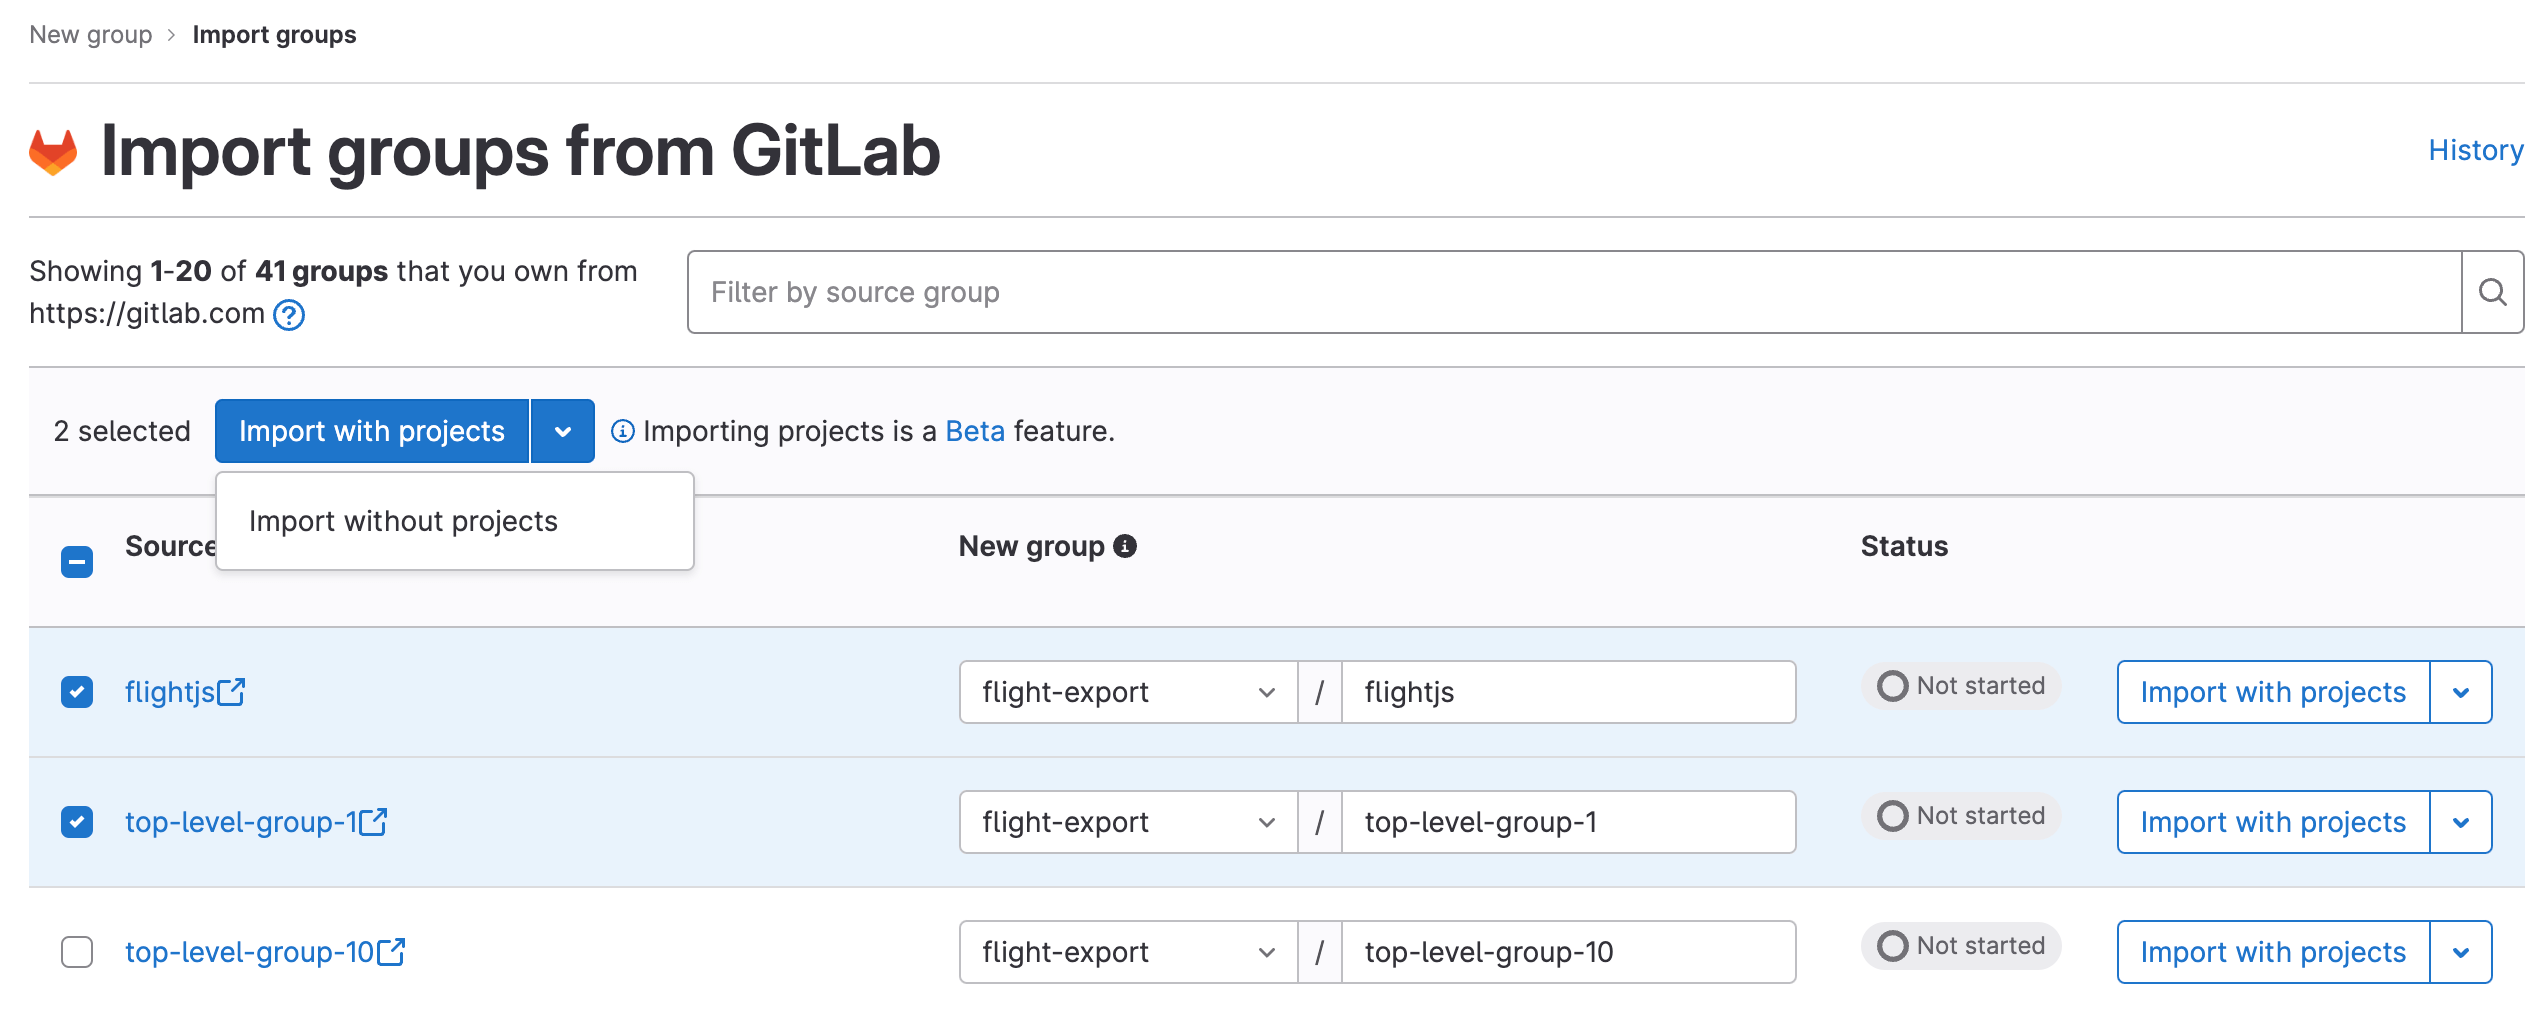 New group › Import groups
Import groups from GitLab
History
Showing 1-20 of 41 groups that you own from
https://gitlab.com
Filter by source group
2 selected
Import with projects
Importing projects is a Beta feature.
Import without projects
Source
New group
Status
flightjs
flight-export / flightjs
Not started
Import with projects
top-level-group-1
flight-export / top-level-group-1
Not started
Import with projects
top-level-group-10
flight-export / top-level-group-10
Not started
Import with projects